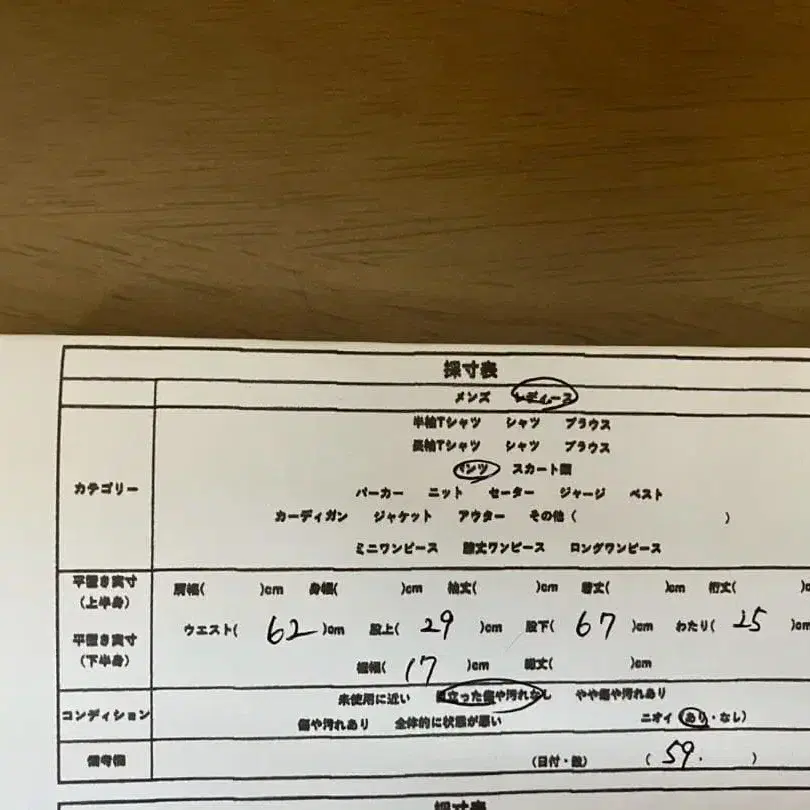 採寸表
メンズ レディース
カテゴリー
半袖Tシャツ シャツ ブラウス
長袖Tシャツ シャツ ブラウス
パンツ スカート類
パーカー ニット セーター ジャージ ベスト
カーディガン ジャケット アウター その他 ( )
ミニワンピース 膝丈ワンピース ロングワンピース
平置き実寸
(上半身)
肩幅( )cm 身幅( )cm 袖丈( )cm 着丈( )cm 裄丈( )c
平置き実寸
(下半身)
ウエスト( 62 )cm 股上( 29 )cm 股下( 67 )cm わたり( 25 )cm
裾幅( 17 )cm 総丈( )cm
コンディション
未使用に近い 目立った傷や汚れなし やや傷や汚れあり
傷や汚れあり 全体的に状態が悪い ニオイ (あり・なし)
備考欄
(日付・数) ( 59. )
採寸表